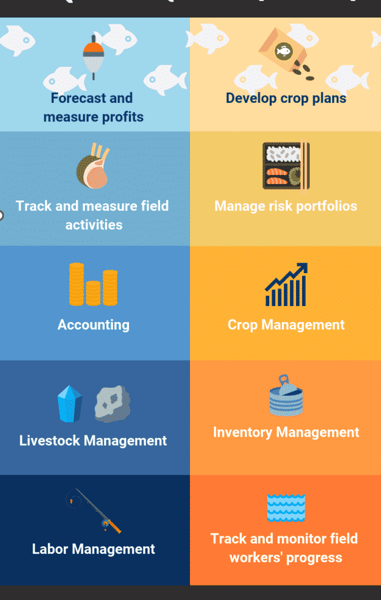 Forecast and
measure profits
Develop crop plans
Track and measure field
activities
Manage risk portfolios
Accounting
Crop Management
Livestock Management
Inventory Management
Labor Management
Track and monitor field
workers' progress